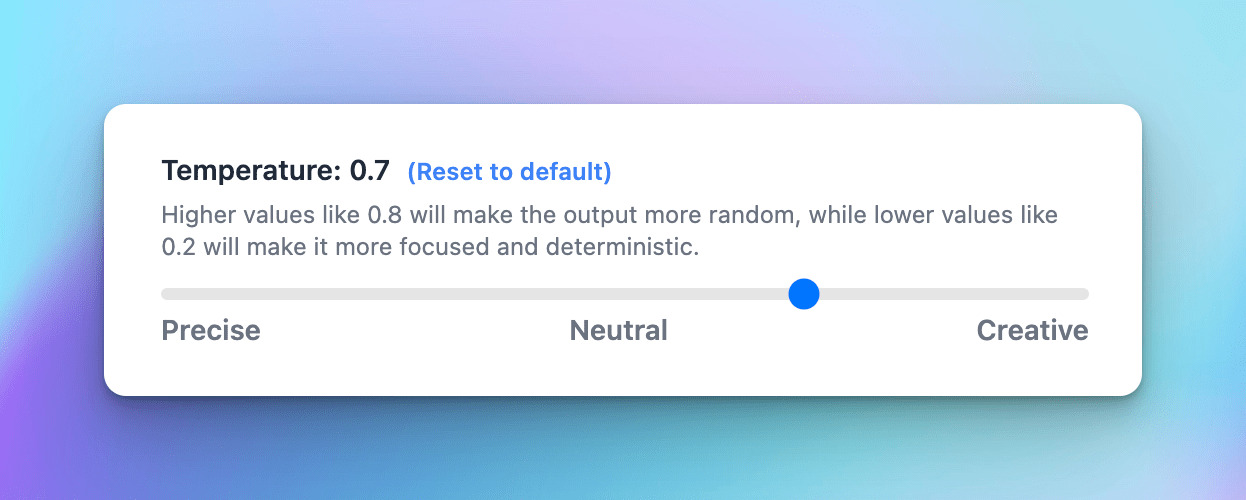 Temperature: 0.7 (Reset to default)
Higher values like 0.8 will make the output more random, while lower values like
0.2 will make it more focused and deterministic.
Precise Neutral Creative